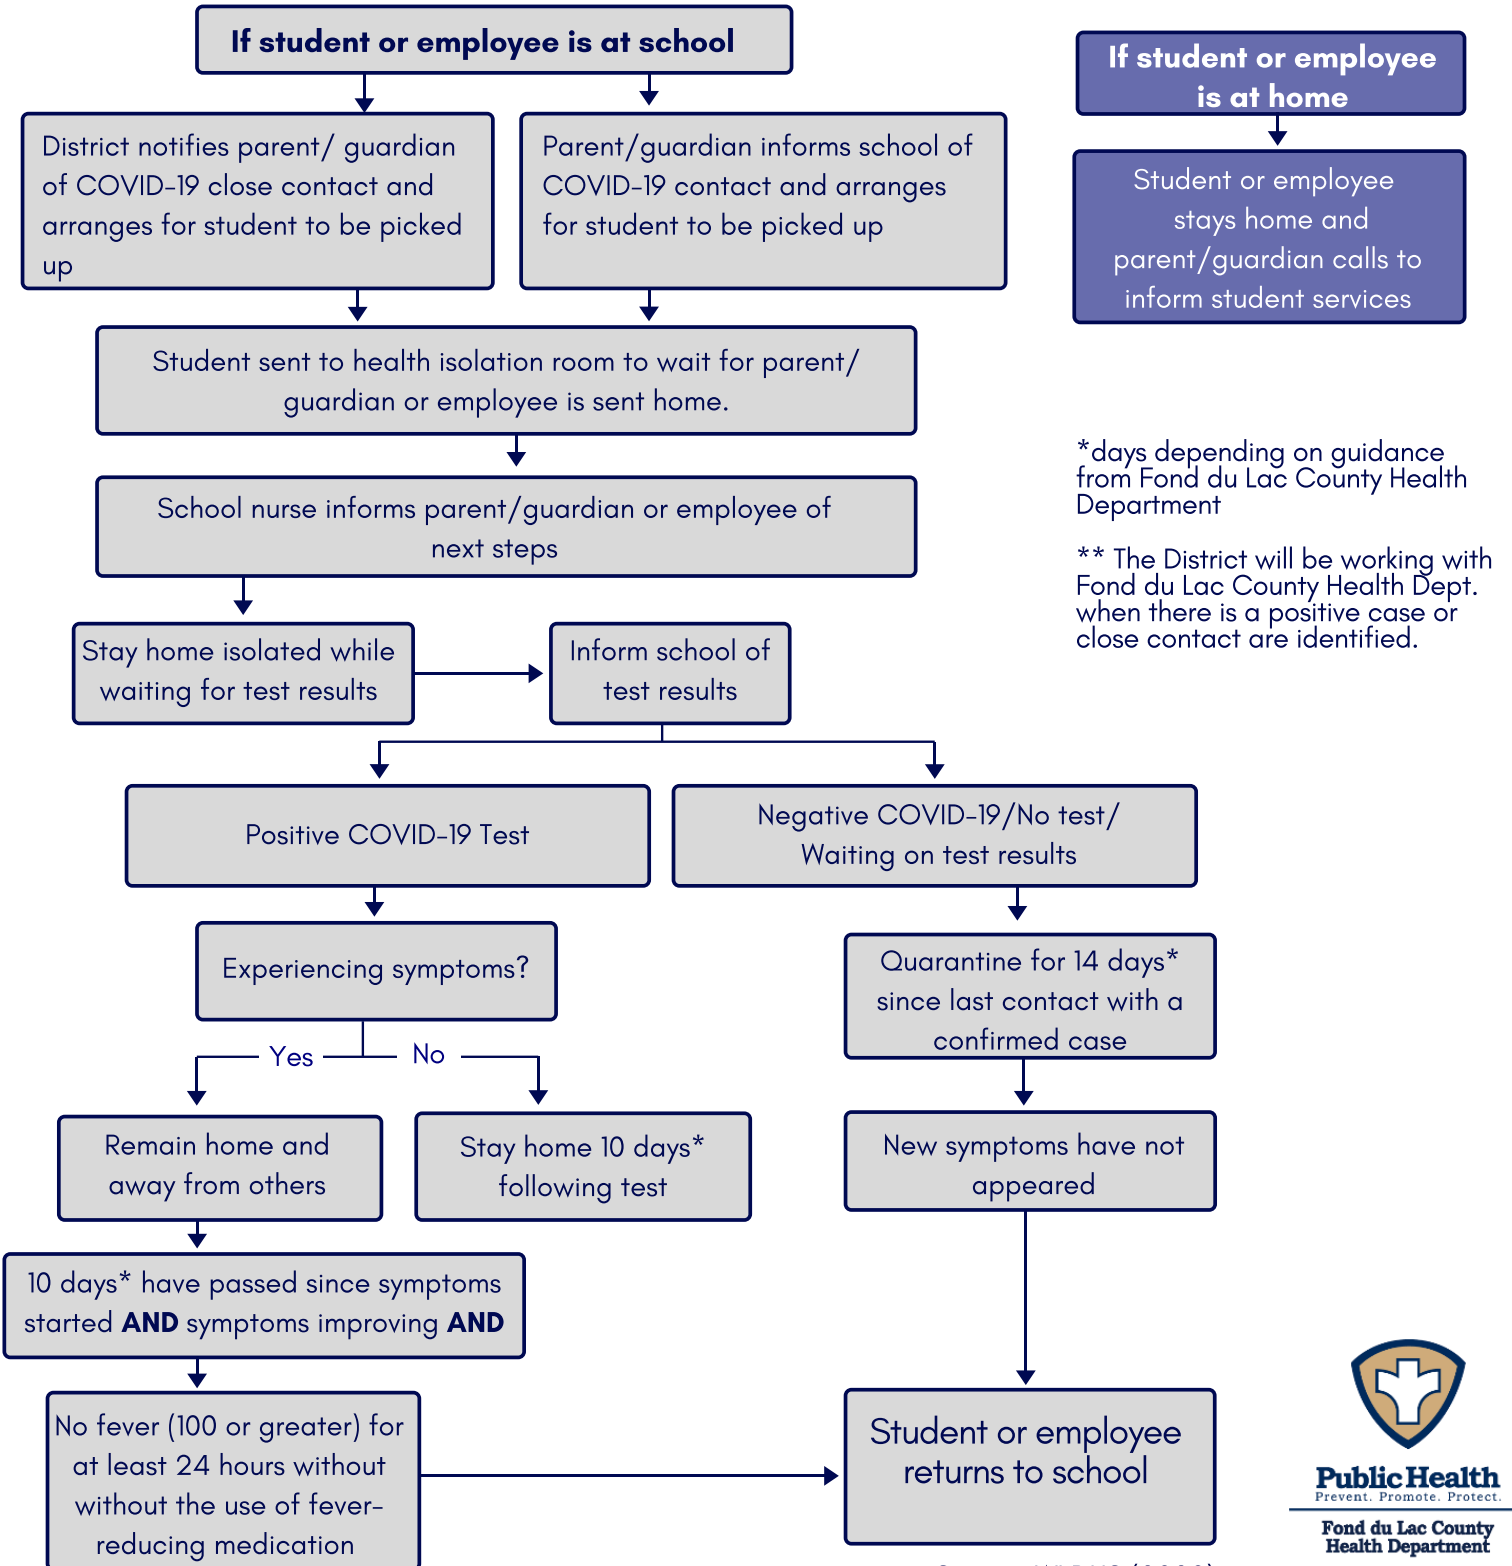 If student or employee is at school
If student or employee
is at home
District notifies parent/ guardian
of COVID-19 close contact and
arranges for student to be picked
up
Parent/guardian informs school of
COVID-19 contact and arranges
for student to be picked up
Student or employee
stays home and
parent/guardian calls to
inform student services
Student sent to health isolation room to wait for parent/
guardian or employee is sent home.
School nurse informs parent/guardian or employee of
next steps
*days depending on guidance
from Fond du Lac County Health
Department
** The District will be working with
Fond du Lac County Health Dept.
when there is a positive case or
close contact are identified.
Stay home isolated while
waiting for test results
Inform school of
test results
Positive COVID-19 Test
Negative COVID-19/No test/
Waiting on test results
Experiencing symptoms?
Quarantine for 14 days*
since last contact with a
confirmed case
Yes
No
Remain home and
away from others
Stay home 10 days*
following test
New symptoms have not
appeared
10 days* have passed since symptoms
started AND symptoms improving AND
No fever (100 or greater) for
at least 24 hours without
without the use of fever-
reducing medication
Student or employee
returns to school
Public Health
Prevent. Promote. Protect.
Fond du Lac County
Health Department